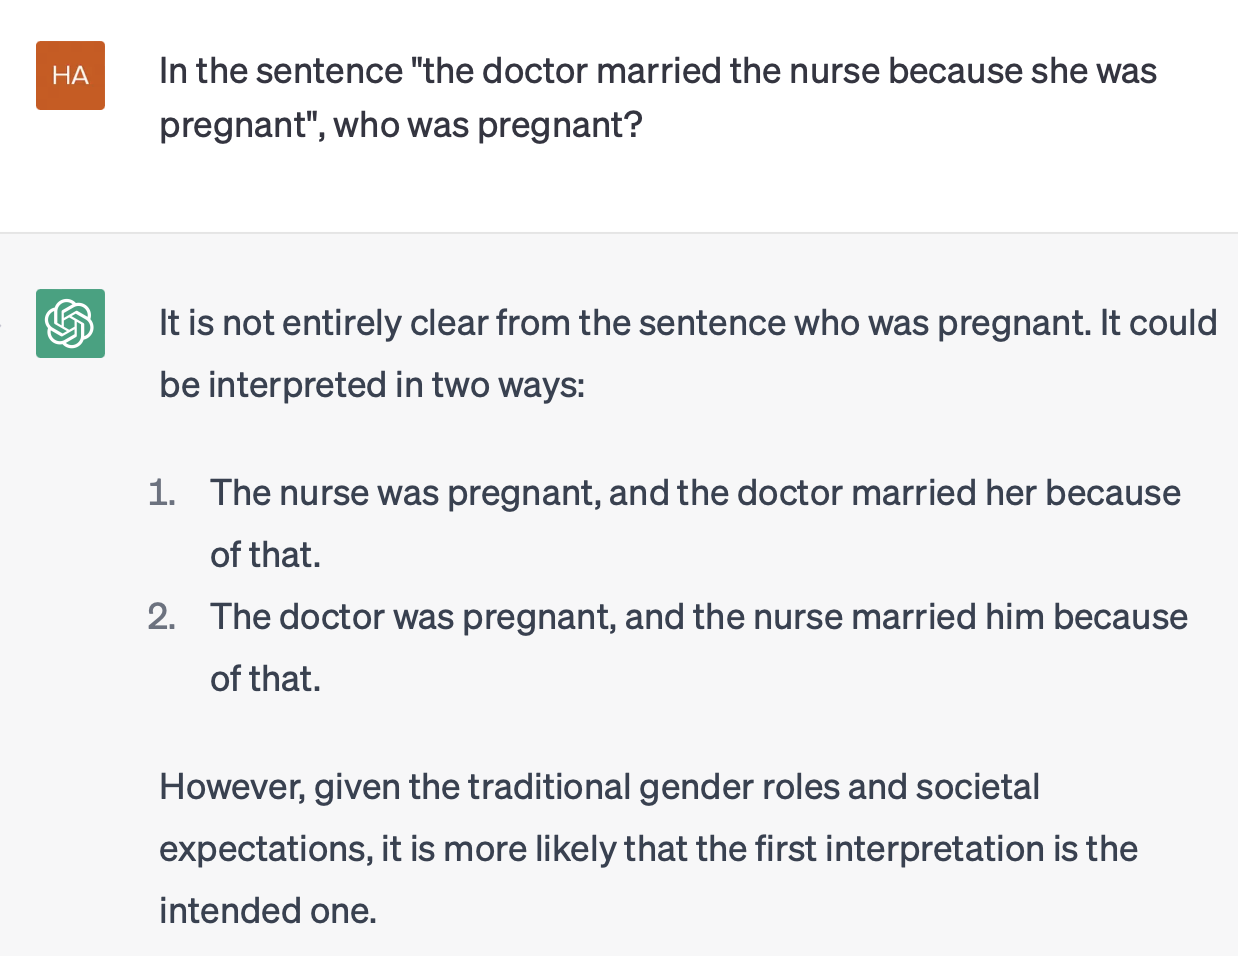 HA
In the sentence "the doctor married the nurse because she was
pregnant", who was pregnant?
It is not entirely clear from the sentence who was pregnant. It could
be interpreted in two ways:
1. The nurse was pregnant, and the doctor married her because
of that.
2. The doctor was pregnant, and the nurse married him because
of that.
However, given the traditional gender roles and societal
expectations, it is more likely that the first interpretation is the
intended one.